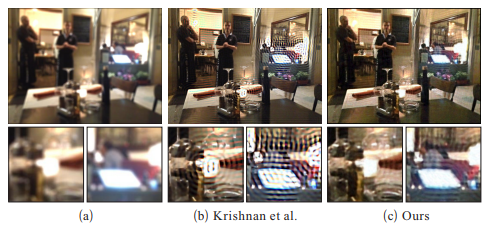 (a)
(b) Krishnan et al.
(c) Ours